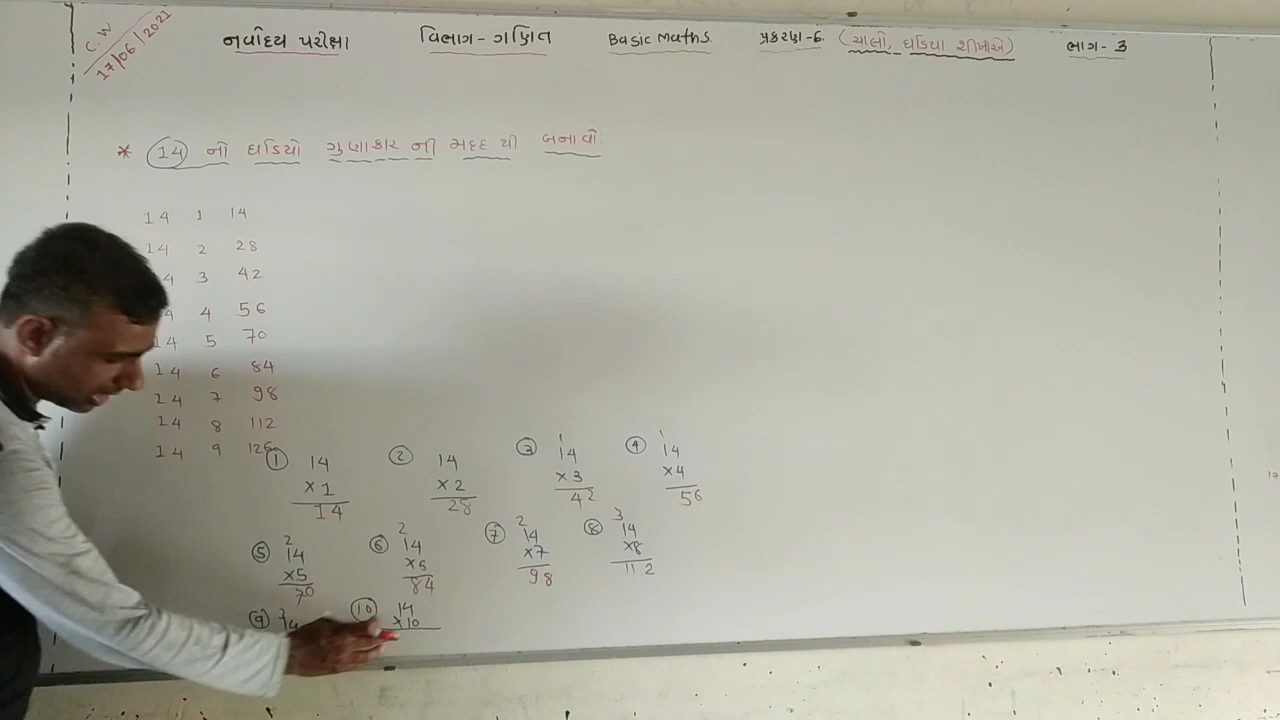 C.W
17/06/2021
નવોદય પરીક્ષા વિભાગ - ગણિત Basic Maths પ્રકરણ-6 (ચાલો, ઘડિયા શીખીએ) ભાગ - 3
* 14 નો ઘડિયો ગુણાકાર ની મદદ થી બનાવો.
14 1 14
14 2 28
4 3 42
4 4 56
14 5 70
14 6 84
14 7 98
14 8 112
14 9 126
① 14
×1
14
② 14
×2
28
③ 1
14
×3
42
④ 1
14
×4
56
⑤ 2
14
×5
70
⑥ 2
14
×6
84
⑦ 2
14
×7
98
⑧ 3
14
×8
112
⑨ 3
4
⑩ 14
×10